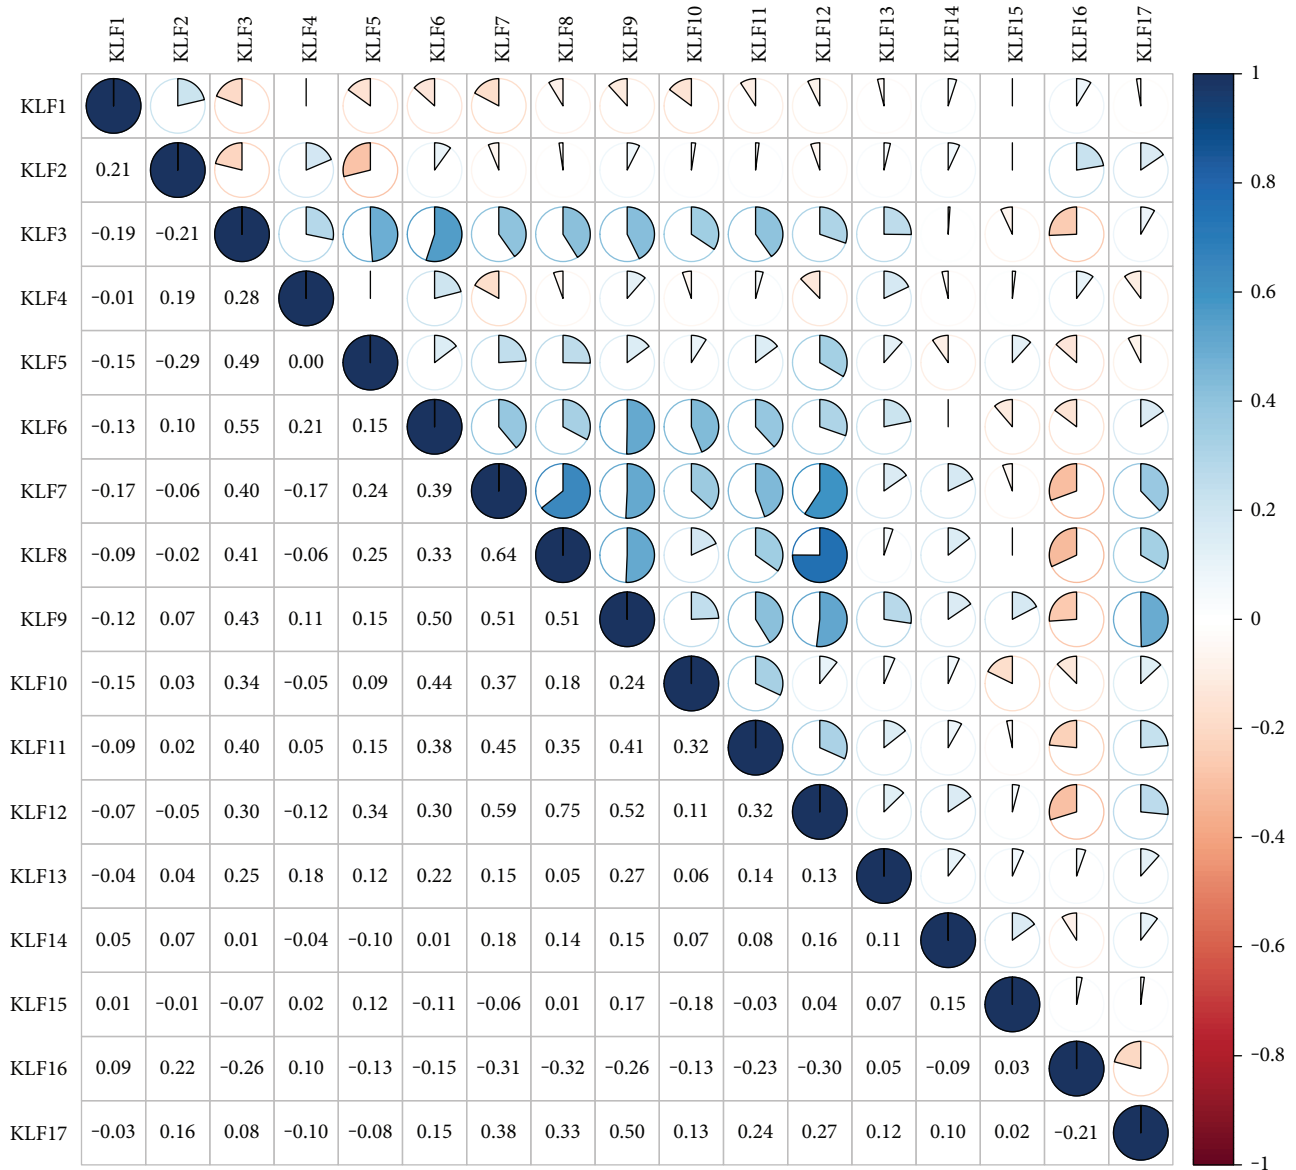 KLF1 KLF2 KLF3 KLF4 KLF5 KLF6 KLF7 KLF8 KLF9 KLF10 KLF11 KLF12 KLF13 KLF14 KLF15 KLF16 KLF17
KLF1
KLF2 0.21
KLF3 −0.19 −0.21
KLF4 −0.01 0.19 0.28
KLF5 −0.15 −0.29 0.49 0.00
KLF6 −0.13 0.10 0.55 0.21 0.15
KLF7 −0.17 −0.06 0.40 −0.17 0.24 0.39
KLF8 −0.09 −0.02 0.41 −0.06 0.25 0.33 0.64
KLF9 −0.12 0.07 0.43 0.11 0.15 0.50 0.51 0.51
KLF10 −0.15 0.03 0.34 −0.05 0.09 0.44 0.37 0.18 0.24
KLF11 −0.09 0.02 0.40 0.05 0.15 0.38 0.45 0.35 0.41 0.32
KLF12 −0.07 −0.05 0.30 −0.12 0.34 0.30 0.59 0.75 0.52 0.11 0.32
KLF13 −0.04 0.04 0.25 0.18 0.12 0.22 0.15 0.05 0.27 0.06 0.14 0.13
KLF14 0.05 0.07 0.01 −0.04 −0.10 0.01 0.18 0.14 0.15 0.07 0.08 0.16 0.11
KLF15 0.01 −0.01 −0.07 0.02 0.12 −0.11 −0.06 0.01 0.17 −0.18 −0.03 0.04 0.07 0.15
KLF16 0.09 0.22 −0.26 0.10 −0.13 −0.15 −0.31 −0.32 −0.26 −0.13 −0.23 −0.30 0.05 −0.09 0.03
KLF17 −0.03 0.16 0.08 −0.10 −0.08 0.15 0.38 0.33 0.50 0.13 0.24 0.27 0.12 0.10 0.02 −0.21
1
0.8
0.6
0.4
0.2
0
−0.2
−0.4
−0.6
−0.8
−1